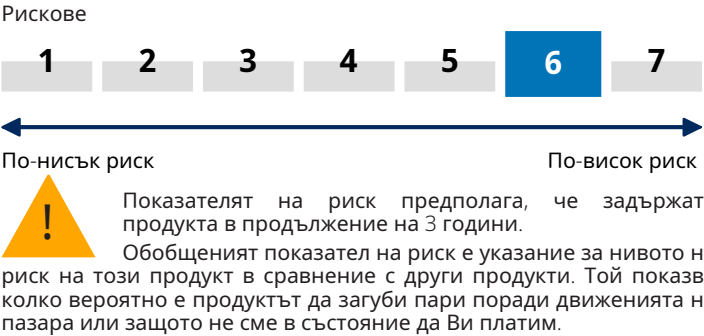 Рискове
1 2 3 4 5 6 7
По-нисък риск По-висок риск
! Показателят на риск предполага, че задържат
продукта в продължение на 3 години.
Обобщеният показател на риск е указание за нивото н
риск на този продукт в сравнение с други продукти. Той показв
колко вероятно е продуктът да загуби пари поради движенията н
пазара или защото не сме в състояние да Ви платим.